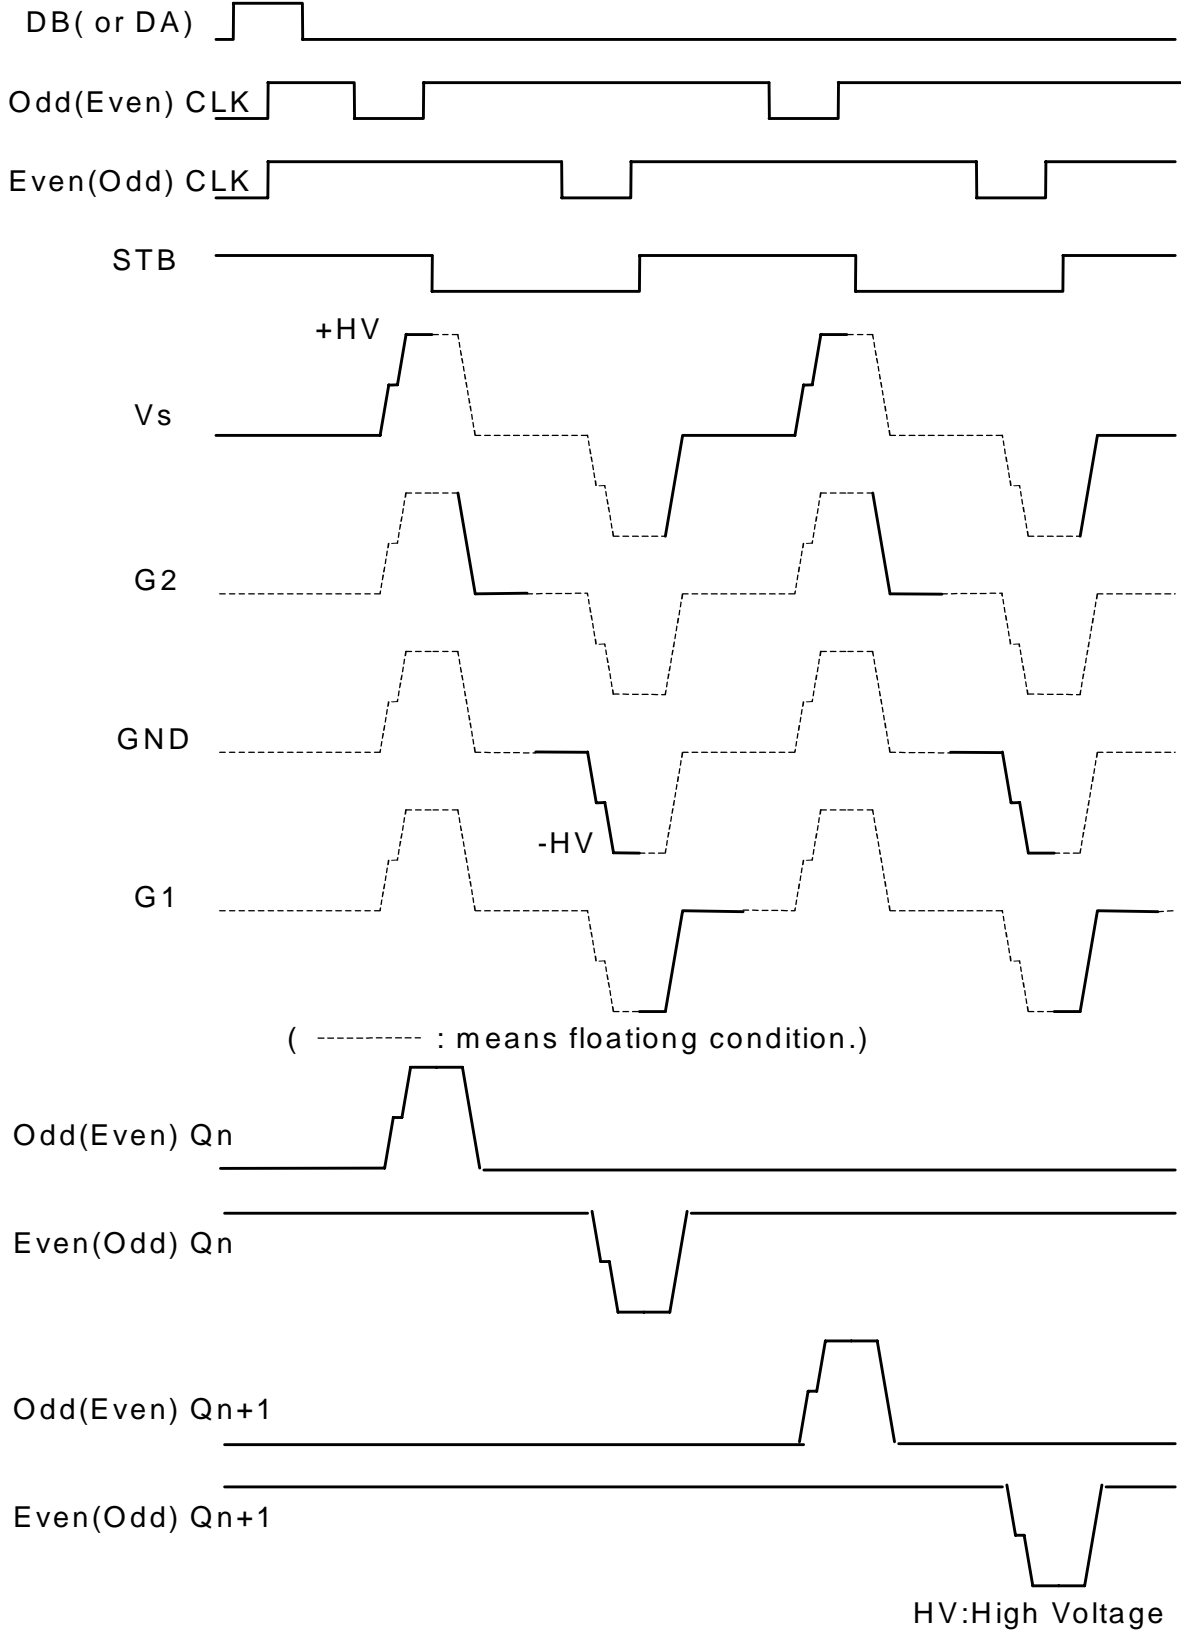 DB( or DA)
Odd(Even) CLK
Even(Odd) CLK
STB
+HV
Vs
G2
GND
-HV
G1
( ---------- : means floationg condition.)
Odd(Even) Qn
Even(Odd) Qn
Odd(Even) Qn+1
Even(Odd) Qn+1
HV:High Voltage